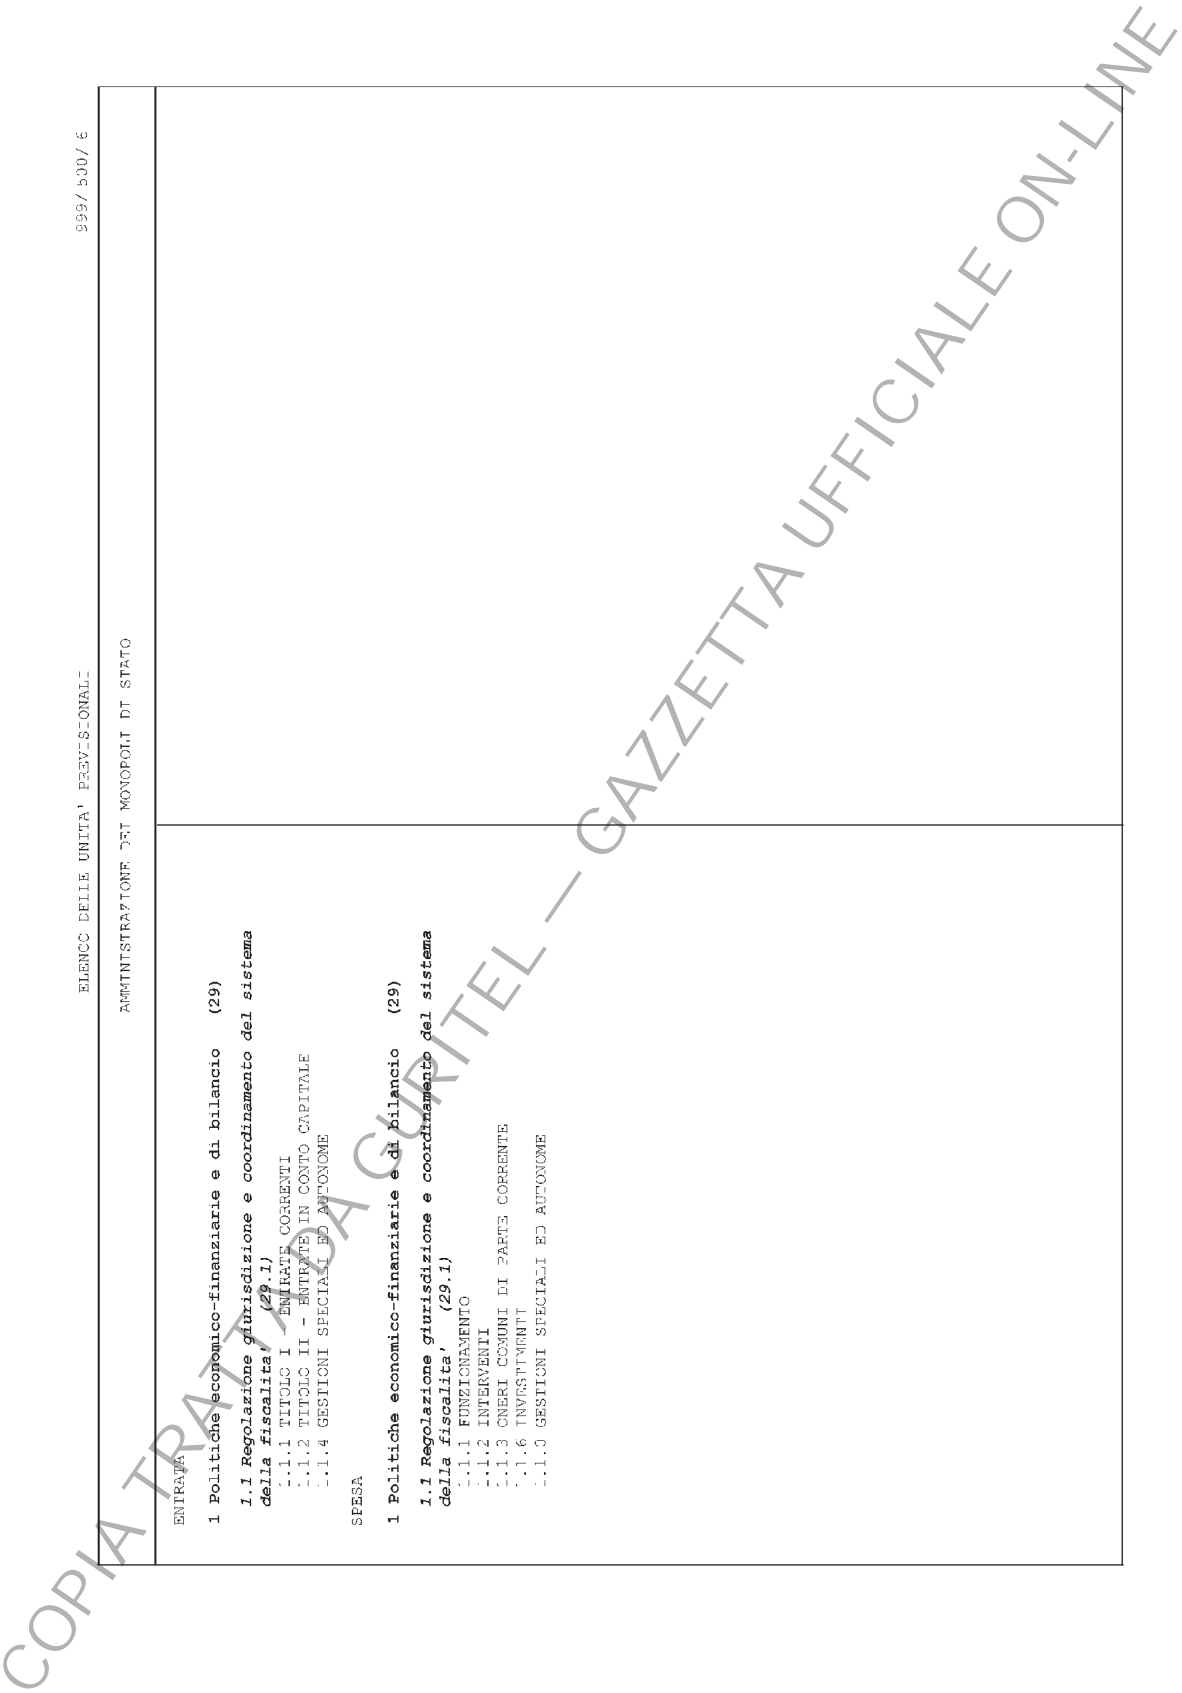 ELENCO DELLE UNITA' PREVISIONALI 999/500/ 6
AMMINISTRAZIONE DEI MONOPOLI DI STATO
ENTRATA
1 Politiche economico-finanziarie e di bilancio (29)
1.1 Regolazione giurisdizione e coordinamento del sistema
della fiscalita' (29.1)
1.1.1 TITOLO I - ENTRATE CORRENTI
1.1.2 TITOLO II - ENTRATE IN CONTO CAPITALE
1.1.4 GESTIONI SPECIALI ED AUTONOME
SPESA
1 Politiche economico-finanziarie e di bilancio (29)
1.1 Regolazione giurisdizione e coordinamento del sistema
della fiscalita' (29.1)
1.1.1 FUNZIONAMENTO
1.1.2 INTERVENTI
1.1.3 ONERI COMUNI DI PARTE CORRENTE
1.1.6 INVESTIMENTI
GESTIONI SPECIALI ED AUTONOME
COPIA TRATTA DA GURITEL — GAZZETTA UFFICIALE ON-LINE